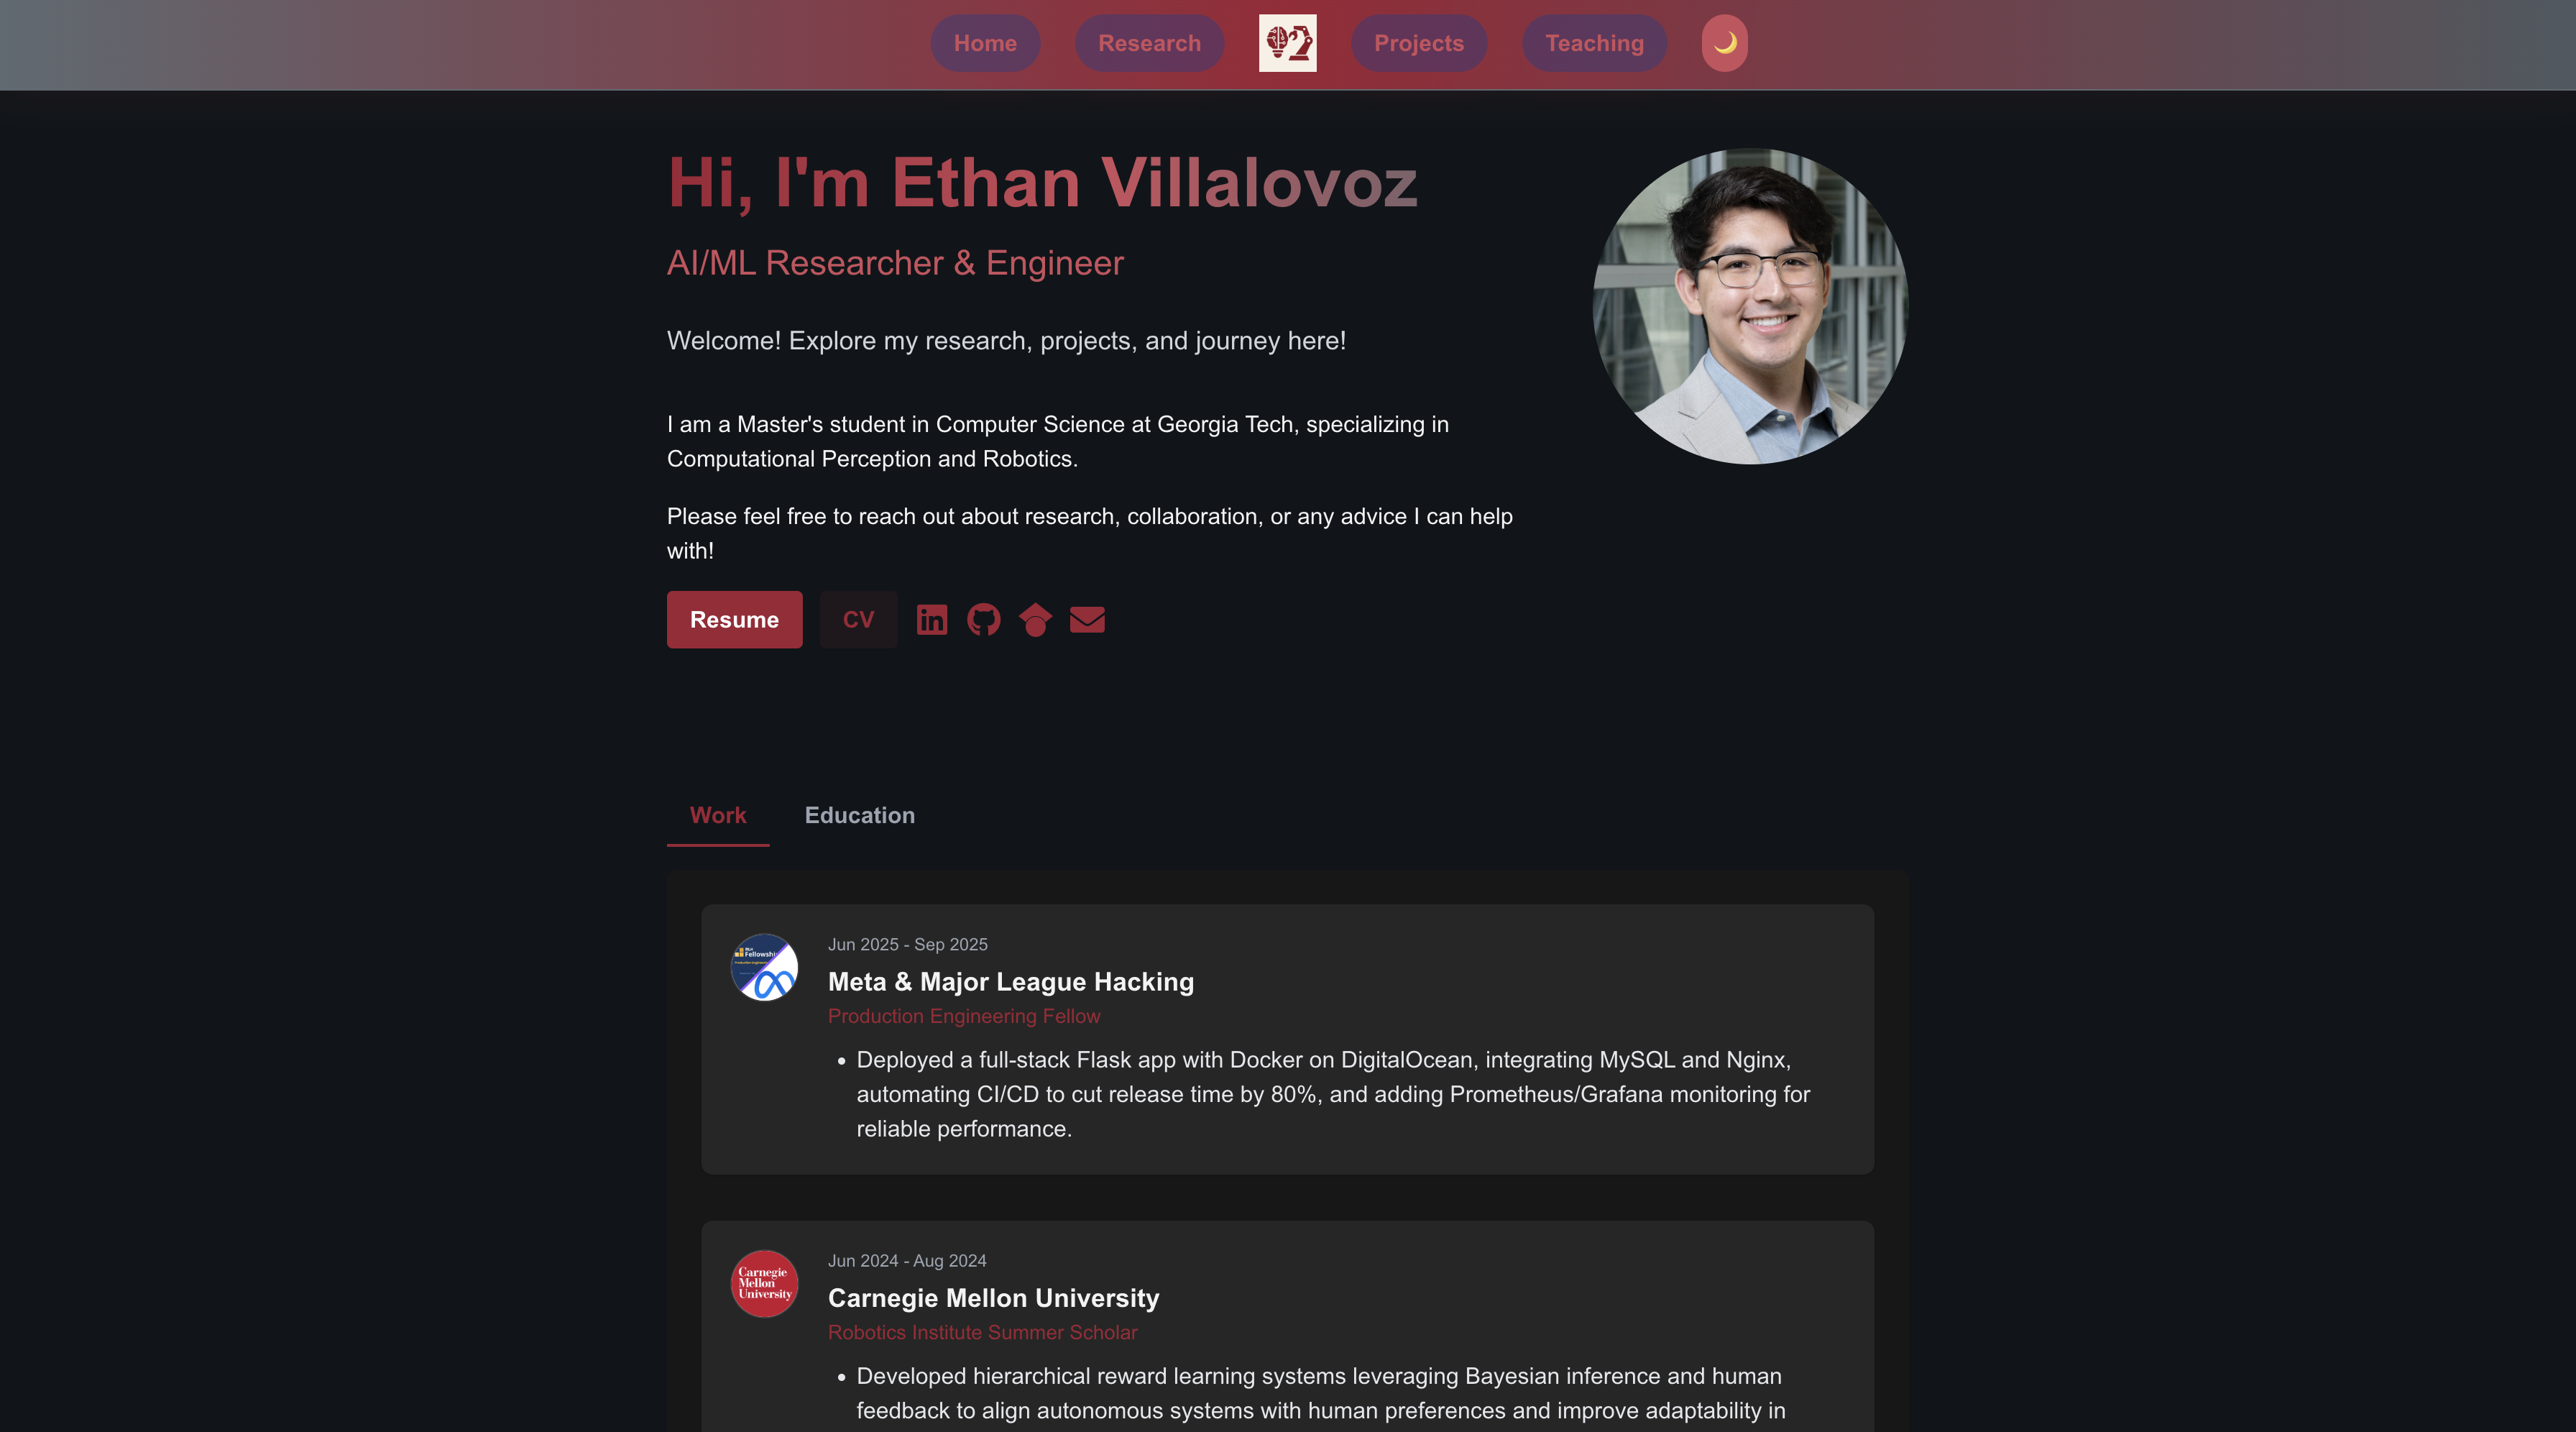 Home Research Projects Teaching
Hi, I'm Ethan Villalovoz
AI/ML Researcher & Engineer
Welcome! Explore my research, projects, and journey here!
I am a Master's student in Computer Science at Georgia Tech, specializing in
Computational Perception and Robotics.
Please feel free to reach out about research, collaboration, or any advice I can help
with!
Resume CV in
Work Education
Jun 2025 - Sep 2025
Meta & Major League Hacking
Production Engineering Fellow
Deployed a full-stack Flask app with Docker on DigitalOcean, integrating MySQL and Nginx,
automating CI/CD to cut release time by 80%, and adding Prometheus/Grafana monitoring for
reliable performance.
Jun 2024 - Aug 2024
Carnegie
Mellon
University
Carnegie Mellon University
Robotics Institute Summer Scholar
Developed hierarchical reward learning systems leveraging Bayesian inference and human
feedback to align autonomous systems with human preferences and improve adaptability in